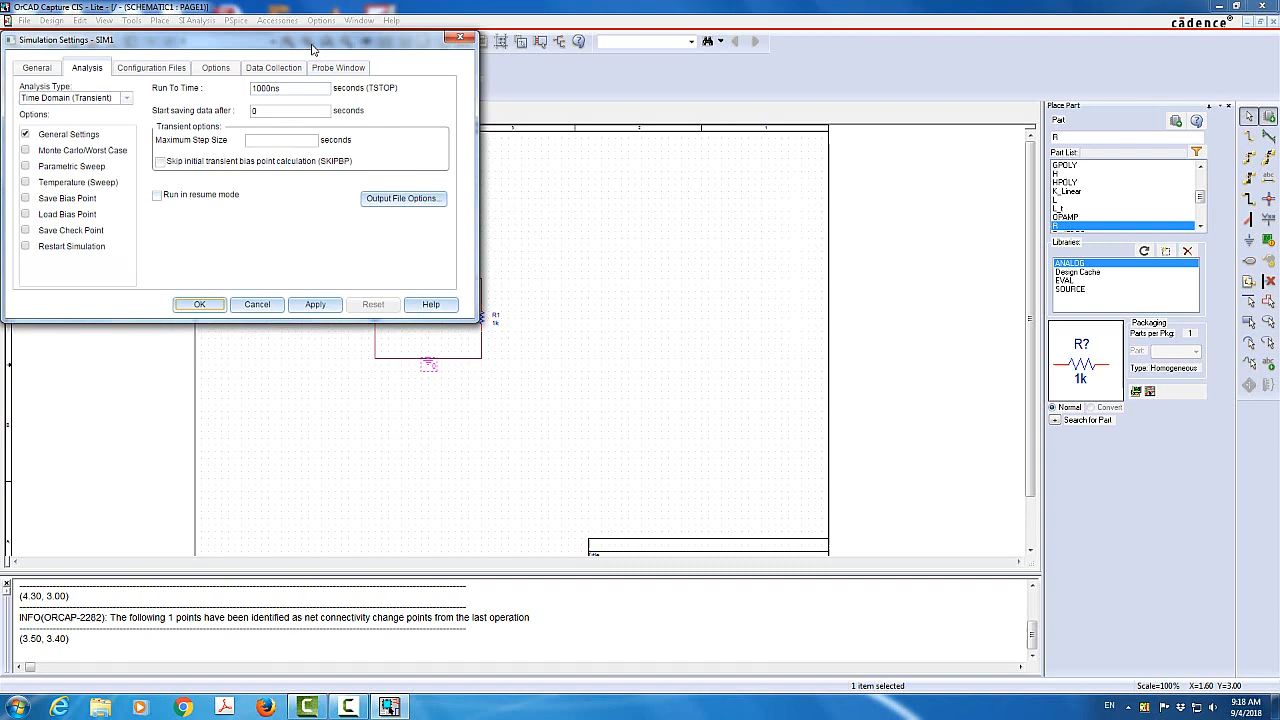 OrCAD Capture CIS - Lite - [/ - (SCHEMATIC1 : PAGE1)]
File Design Edit View Tools Place SI Analysis PSpice Accessories Options Window Help
cādence
Simulation Settings - SIM1
General Analysis Configuration Files Options Data Collection Probe Window
Analysis Type:
Time Domain (Transient)
Options:
General Settings
Monte Carlo/Worst Case
Parametric Sweep
Temperature (Sweep)
Save Bias Point
Load Bias Point
Save Check Point
Restart Simulation
Run To Time : 1000ns seconds (TSTOP)
Start saving data after : 0 seconds
Transient options:
Maximum Step Size seconds
Skip initial transient bias point calculation (SKIPBP)
Run in resume mode
Output File Options...
OK Cancel Apply Reset Help
R1
1k
0
Place Part
Part
R
Part List:
GPOLY
H
HPOLY
K_Linear
L
L_t
OPAMP
R
Libraries:
ANALOG
Design Cache
EVAL
SOURCE
R?
1k
Packaging
Parts per Pkg: 1
Part:
Type: Homogeneous
Normal Convert
Search for Part
Title
(4.30, 3.00)
INFO(ORCAP-2282): The following 1 points have been identified as net connectivity change points from the last operation
(3.50, 3.40)
1 item selected Scale=100% X=1.60 Y=3.00
EN
9:18 AM
9/4/2018